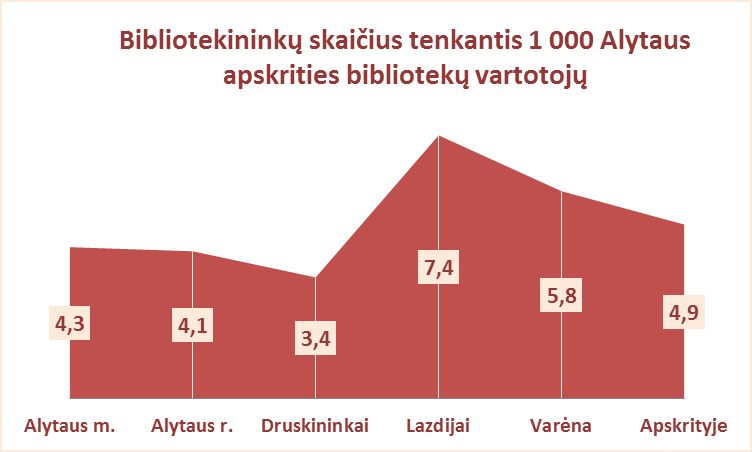 Bibliotekininkų skaičius tenkantis 1 000 Alytaus
apskrities bibliotekų vartotojų
4,3
4,1
3,4
7,4
5,8
4,9
Alytaus m.
Alytaus r.
Druskininkai
Lazdijai
Varėna
Apskrityje